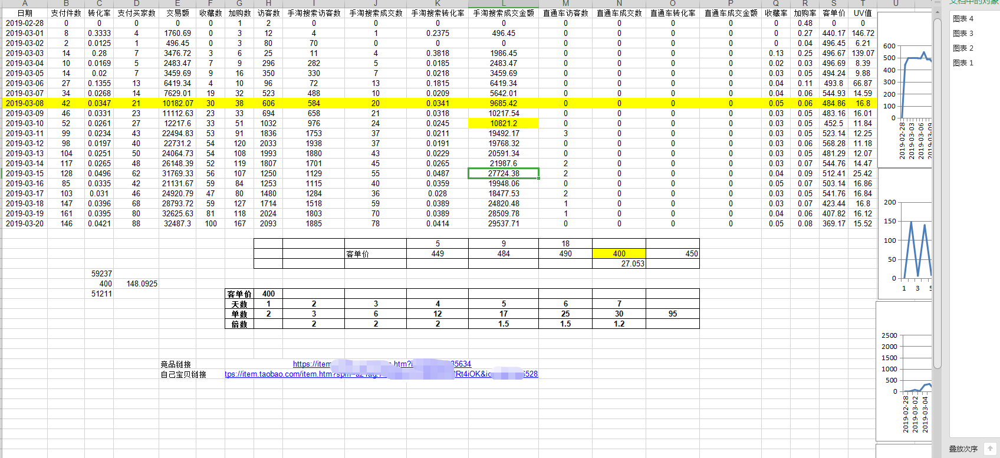 A B C D E F G H I J K L M N O P Q R S T U
日期 支付件数 转化率 支付买家数 交易额 收藏数 加购数 访客数 手淘搜索访客数 手淘搜索成交数 手淘搜索转化率 手淘搜索成交金额 直通车访客数 直通车成交数 直通车转化率 直通车成交金额 收藏率 加购率 客单价 UV值
2019-02-28 0 0 0 0 0 1 2 0 0 0 0 0 0 0 0 0 0.48 0 0
2019-03-01 8 0.3333 4 1760.69 0 3 12 4 1 0.2375 496.45 0 0 0 0 0 0.27 440.17 146.72
2019-03-02 2 0.0125 1 496.45 0 3 80 70 0 0 0 0 0 0 0 0 0.04 496.45 6.21
2019-03-03 14 0.28 7 3476.72 3 6 25 11 4 0.3818 1986.45 0 0 0 0 0.13 0.25 496.67 139.07
2019-03-04 10 0.0169 5 2483.47 7 9 296 282 5 0.0185 2483.47 0 0 0 0 0.02 0.03 496.69 8.39
2019-03-05 14 0.02 7 3459.69 9 16 350 330 7 0.0218 3459.69 0 0 0 0 0.03 0.05 494.24 9.88
2019-03-06 27 0.1355 13 6419.34 4 10 96 72 13 0.1815 6419.34 0 0 0 0 0.04 0.11 493.8 66.87
2019-03-07 34 0.0268 14 7629.01 19 32 523 488 10 0.0209 5642.01 0 0 0 0 0.04 0.06 544.93 14.59
2019-03-08 42 0.0347 21 10182.07 30 38 606 584 20 0.0341 9685.42 0 0 0 0 0.05 0.06 484.86 16.8
2019-03-09 46 0.0331 23 11112.63 23 33 694 658 21 0.0318 10217.54 0 0 0 0 0.03 0.05 483.16 16.01
2019-03-10 52 0.0261 27 12217.6 33 51 1032 976 24 0.0245 10821.2 0 0 0 0 0.03 0.05 452.5 11.84
2019-03-11 99 0.0234 43 22494.83 53 91 1836 1753 37 0.0211 19492.17 3 0 0 0 0.03 0.05 523.14 12.25
2019-03-12 98 0.0197 40 22731.2 54 120 2033 1938 37 0.0191 19768.32 0 0 0 0 0.03 0.06 568.28 11.18
2019-03-13 104 0.0251 50 24064.73 54 108 1993 1880 43 0.0229 20591.34 0 0 0 0 0.03 0.05 481.29 12.07
2019-03-14 117 0.0265 48 26148.39 52 119 1807 1701 45 0.0265 21987.6 2 0 0 0 0.03 0.07 544.76 14.47
2019-03-15 128 0.0496 62 31769.33 56 107 1250 1129 55 0.0487 27724.38 2 0 0 0 0.04 0.09 512.41 25.42
2019-03-16 85 0.0335 42 21131.67 59 84 1253 1115 40 0.0359 19948.06 0 0 0 0 0.05 0.07 503.14 16.86
2019-03-17 103 0.031 46 24920.79 47 80 1480 1284 36 0.028 18477.53 2 0 0 0 0.03 0.05 541.76 16.84
2019-03-18 147 0.0396 68 28793.72 59 127 1714 1518 59 0.0389 24820.48 1 0 0 0 0.03 0.07 423.44 16.8
2019-03-19 161 0.0395 80 32625.63 81 118 2024 1803 70 0.0389 28509.78 1 0 0 0 0.04 0.06 407.82 16.12
2019-03-20 146 0.0421 88 32487.3 100 167 2093 1885 78 0.0414 29537.71 0 0 0 0 0.05 0.08 369.17 15.52
5 9 18
客单价 449 484 490 400 450
27.053
59237
400 148.0925
51211
客单价 400
天数 1 2 3 4 5 6 7
单数 2 3 6 12 17 25 30 95
倍数 2 2 2 1.5 1.5 1.2
竟品链接 https://item .htm?i 35634
自己宝贝链接 tps://item.taobao.com/item.htm?spm Rt4iOK&i 528
600
500
400
300
200
100
0
2019-02-28
2019-03-03
2019-03-06
2019-03-09
200
150
100
50
0
1 3 5
2500
2000
1500
1000
500
0
2019-02-28
2019-03-02
2019-03-04
文档中的对象
图表 4
图表 3
图表 2
图表 1
叠放次序